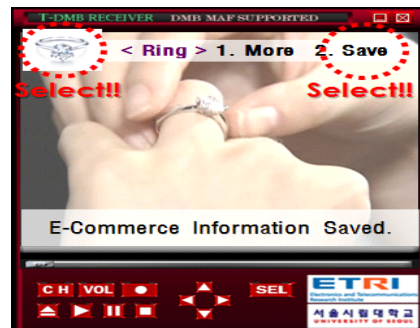 T-DMB RECEIVER DMB MAF SUPPORTED
< Ring > 1. More 2. Save
Select!! Select!!
E-Commerce Information Saved.
CH VOL SEL
ETRI
Electronics and Telecommunications
Research Institute
서울시립대학교
UNIVERSITY OF SEOUL